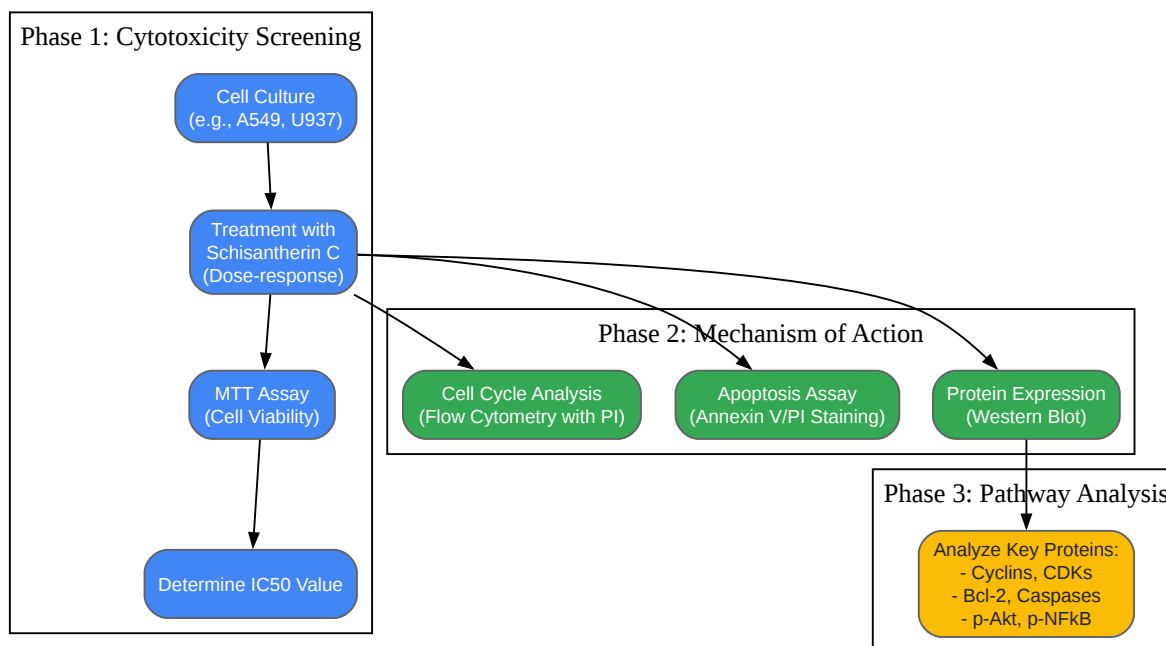 Phase 1: Cytotoxicity Screening
Cell Culture
(e.g., A549, U937)
Treatment with
Schisantherin C
(Dose-response)
MTT Assay
(Cell Viability)
Determine IC50 Value
Phase 2: Mechanism of Action
Cell Cycle Analysis
(Flow Cytometry with PI)
Apoptosis Assay
(Annexin V/PI Staining)
Protein Expression
(Western Blot)
Phase 3: Pathway Analysis
Analyze Key Proteins:
- Cyclins, CDKs
- Bcl-2, Caspases
- p-Akt, p-NFkB